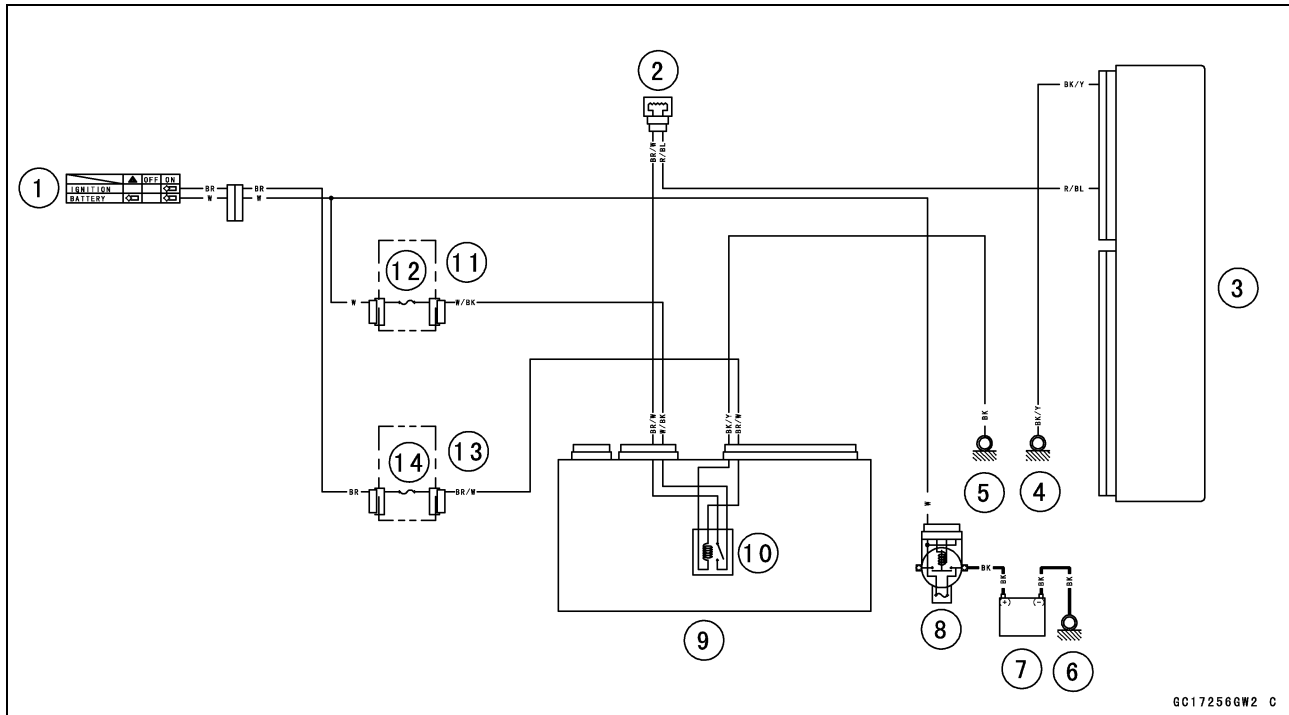 2
BK/Y
1
OFF ON
IGNITION
BATTERY
BR
W
BR
W
BR/W
R/BL
R/BL
12
11
3
W
W/BK
14
13
BR
BR/W
BR/W
W/BK
BK/Y
BR/W
BK
BK/Y
5
4
W
10
BK
BK
BK
BK
(+)
(-)
9
8
7
6
GC17256GW2 C